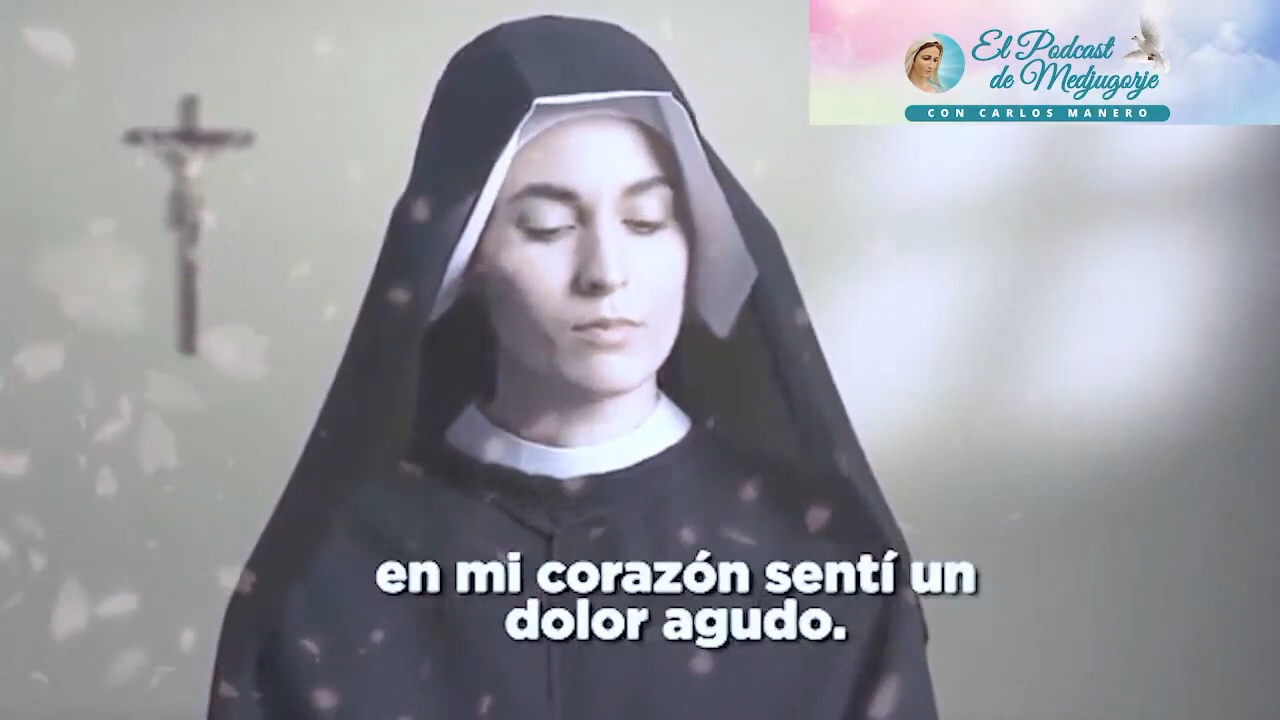 El Podcast
de Medjugorje
CON CARLOS MANERO
en mi corazón sentí un
dolor agudo.